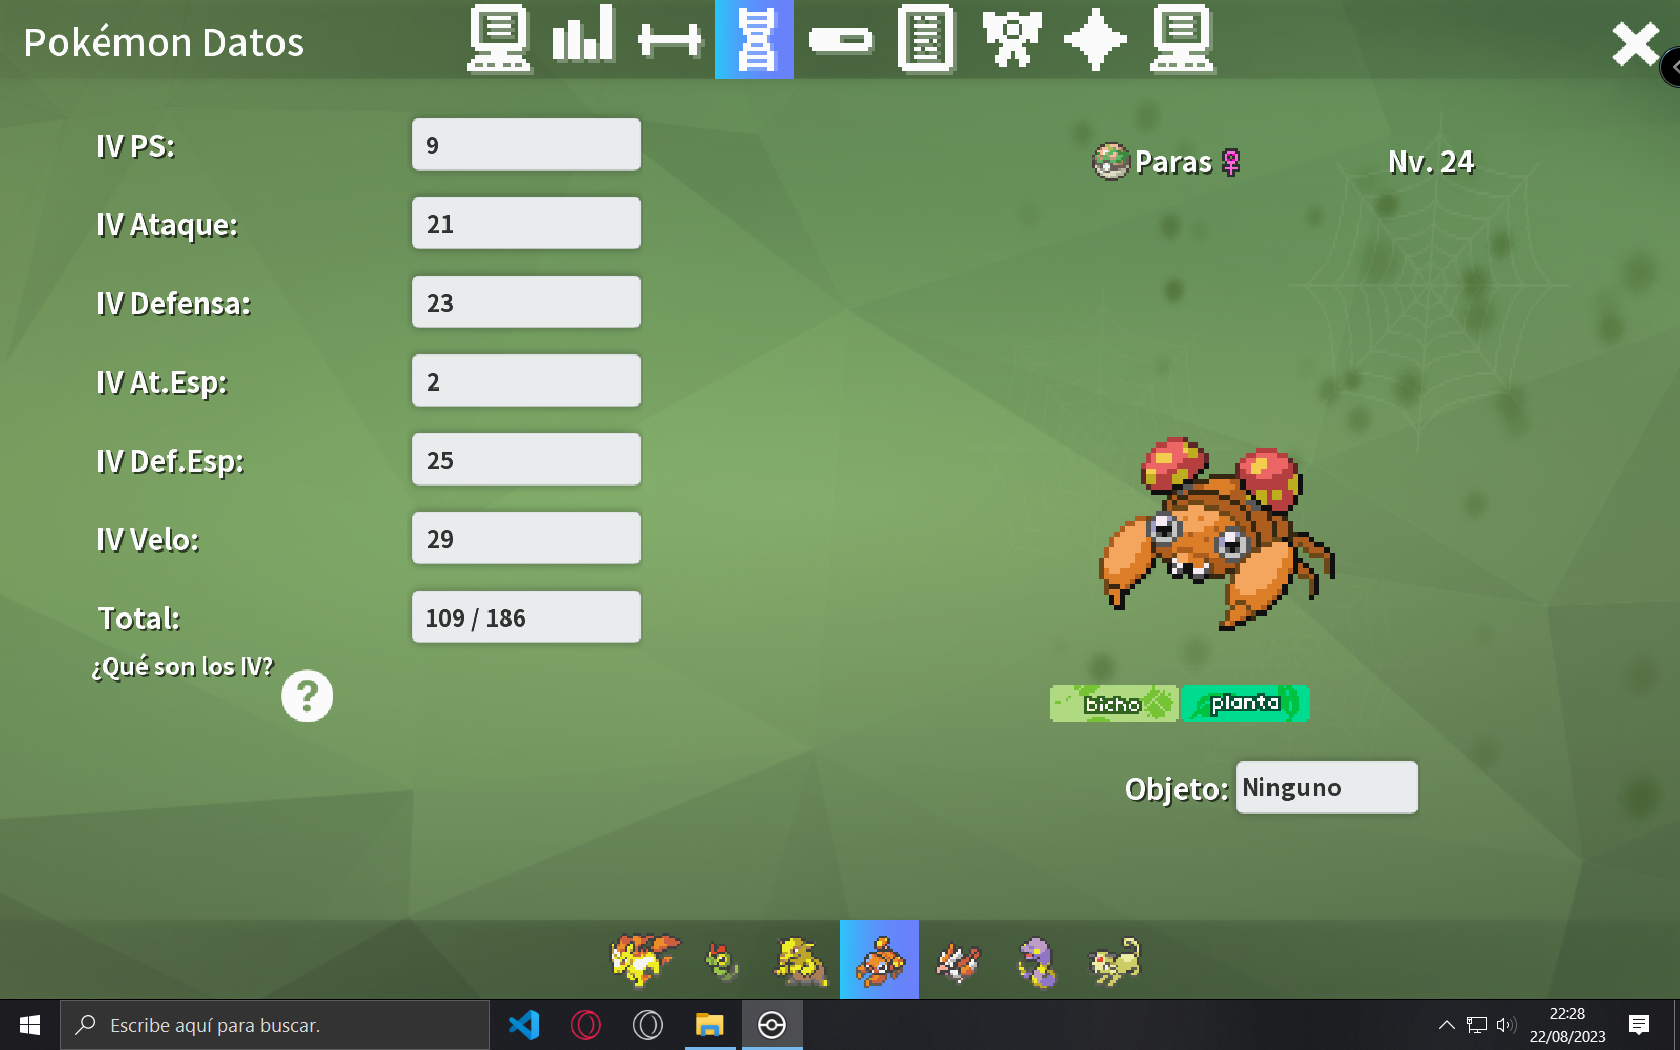 Pokémon Datos
IV PS:
9
Paras
Nv. 24
IV Ataque:
21
IV Defensa:
23
IV At.Esp:
2
IV Def.Esp:
25
IV Velo:
29
Total:
109 / 186
¿Qué son los IV?
?
bicho
planta
Objeto:
Ninguno
Escribe aquí para buscar.
22:28
22/08/2023